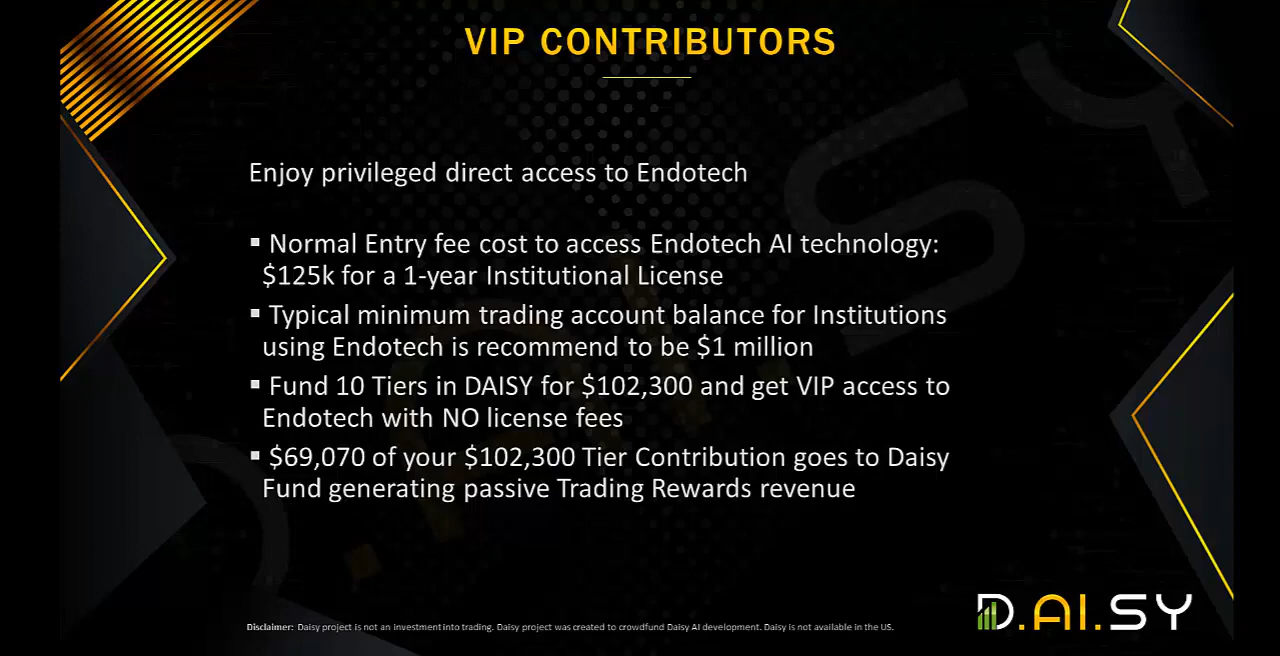 VIP CONTRIBUTORS
Enjoy privileged direct access to Endotech
▪ Normal Entry fee cost to access Endotech AI technology:
$125k for a 1-year Institutional License
▪ Typical minimum trading account balance for Institutions
using Endotech is recommend to be $1 million
▪ Fund 10 Tiers in DAISY for $102,300 and get VIP access to
Endotech with NO license fees
▪ $69,070 of your $102,300 Tier Contribution goes to Daisy
Fund generating passive Trading Rewards revenue
D.AI.SY
Disclaimer: Daisy project is not an investment into trading. Daisy project was created to crowdfund Daisy AI development. Daisy is not available in the US.